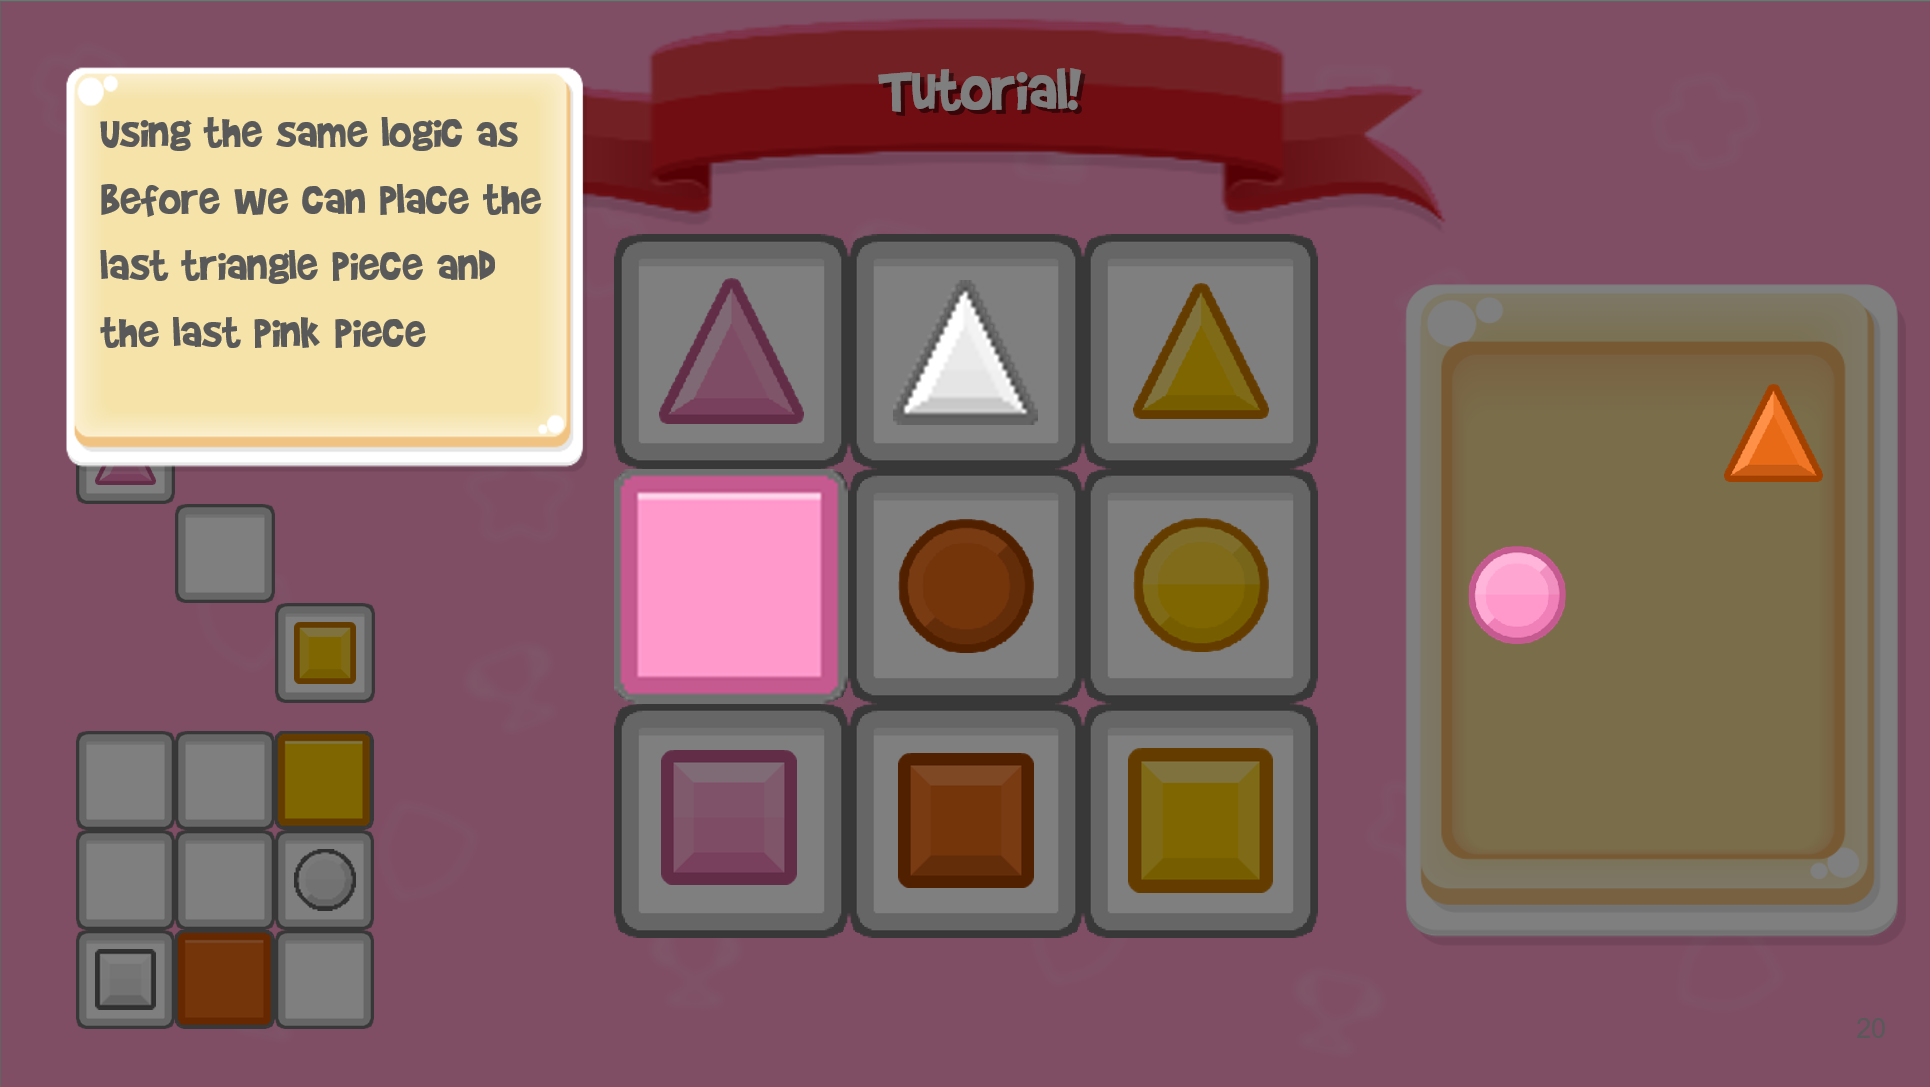 Tutorial!
Using the same logic as
Before we can place the
last triangle piece and
the last pink piece
20